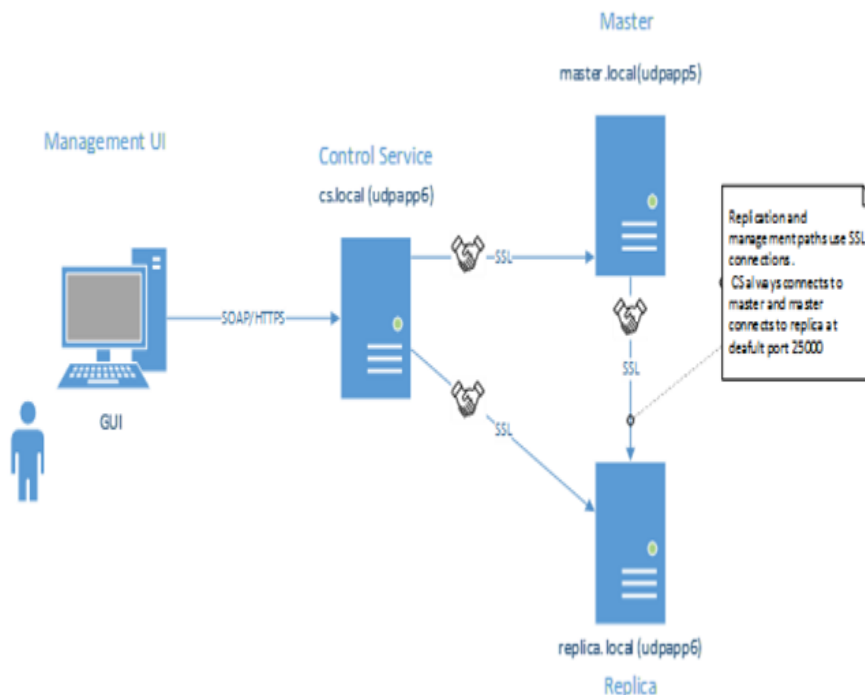 Master
master.local(udpapp5)
Management UI
Control Service
cs.local (udpapp6)
Replication and
management paths use SSL
connections .
CS always connects to
master and master
connects to replica at
deafult port 25000
SSL
SOAP/HTTPS
SSL
SSL
GUI
replica.local (udpapp6)
Replica